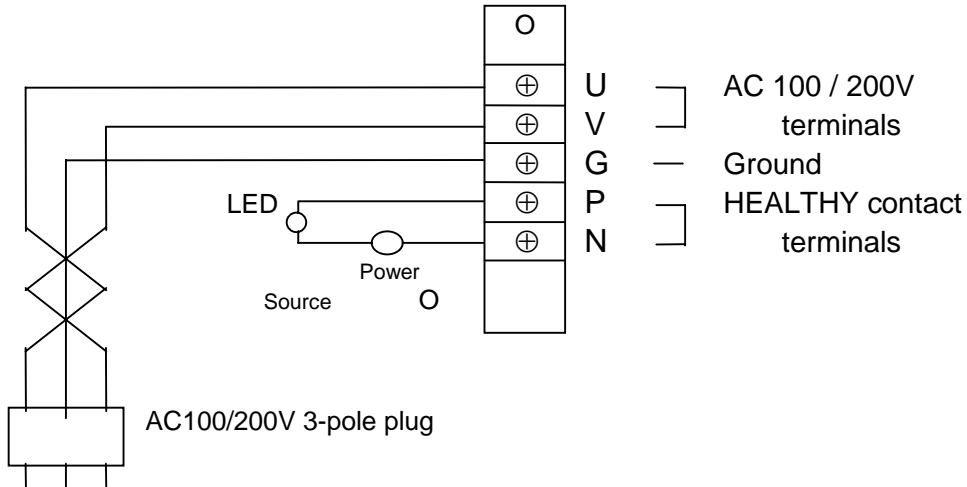 O
U
AC 100 / 200V
V
terminals
G
Ground
LED
P
HEALTHY contact
N
terminals
Power
Source
O
AC100/200V 3-pole plug